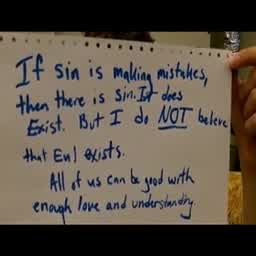 If sin is making mistakes,
then there is sin. It does
Exist. But I do NOT believe
that Evil exists.
All of us can be good with
enough love and understanding.